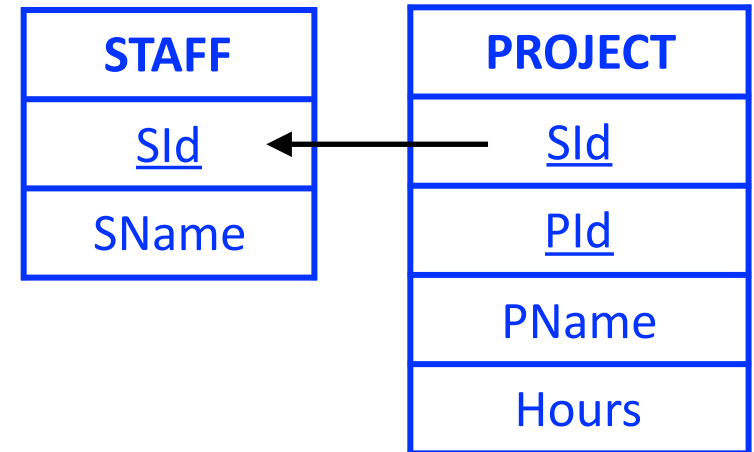 STAFF
SId
SName
PROJECT
SId
PId
PName
Hours